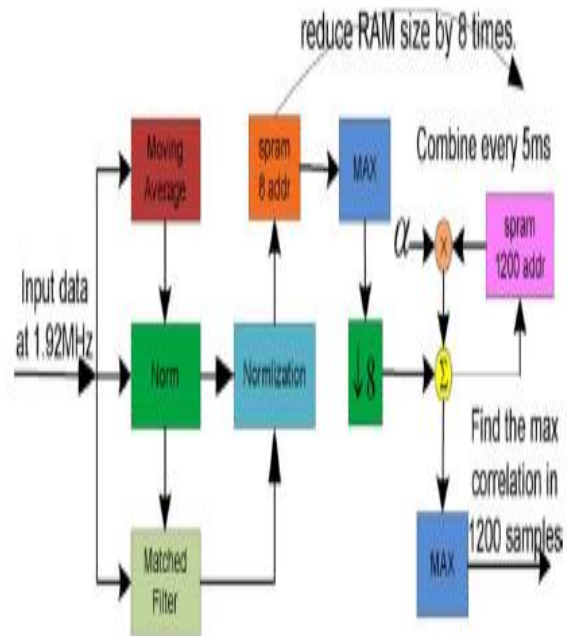 reduce RAM size by 8 times.
Moving
Average
spram
8 addr
MAX
Combine every 5ms
α
×
spram
1200 addr
Input data
at 1.92MHz
Norm
Normlization
↓8
Σ
Find the max
correlation in
1200 samples
Matched
Filter
MAX